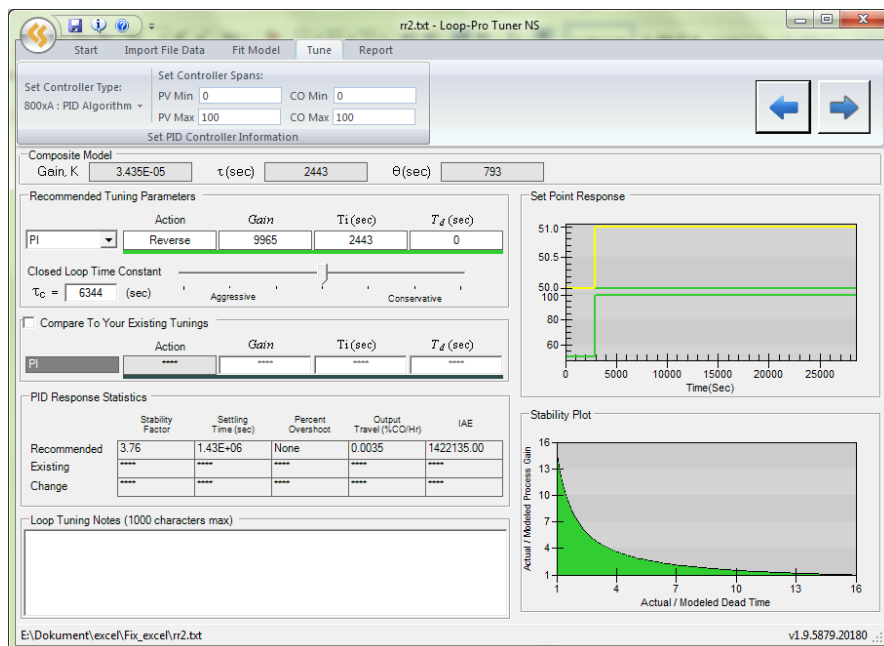 rr2.txt - Loop-Pro Tuner NS
Start Import File Data Fit Model Tune Report
Set Controller Type:
800xA : PID Algorithm
Set Controller Spans:
PV Min 0 CO Min 0
PV Max 100 CO Max 100
Set PID Controller Information
Composite Model
Gain, K 3.435E-05 τ(sec) 2443 θ(sec) 793
Recommended Tuning Parameters
Action Gain Ti(sec) Td(sec)
PI Reverse 9965 2443 0
Closed Loop Time Constant
τc = 6344 (sec) Aggressive Conservative
Compare To Your Existing Tunings
Action Gain Ti(sec) Td(sec)
PI **** **** **** ****
PID Response Statistics
Stability Factor Settling Time (sec) Percent Overshoot Output Travel (%CO/Hr) IAE
Recommended 3.76 1.43E+06 None 0.0035 1422135.00
Existing **** **** **** **** ****
Change **** **** **** **** ****
Loop Tuning Notes (1000 characters max)
Set Point Response
51.0
50.5
50.0
100
80
60
0 5000 10000 15000 20000 25000
Time(Sec)
Stability Plot
Actual / Modeled Process Gain
16
13
10
7
4
1
1 4 7 10 13 16
Actual / Modeled Dead Time
E:\Dokument\excel\Fix_excel\rr2.txt v1.9.5879.20180